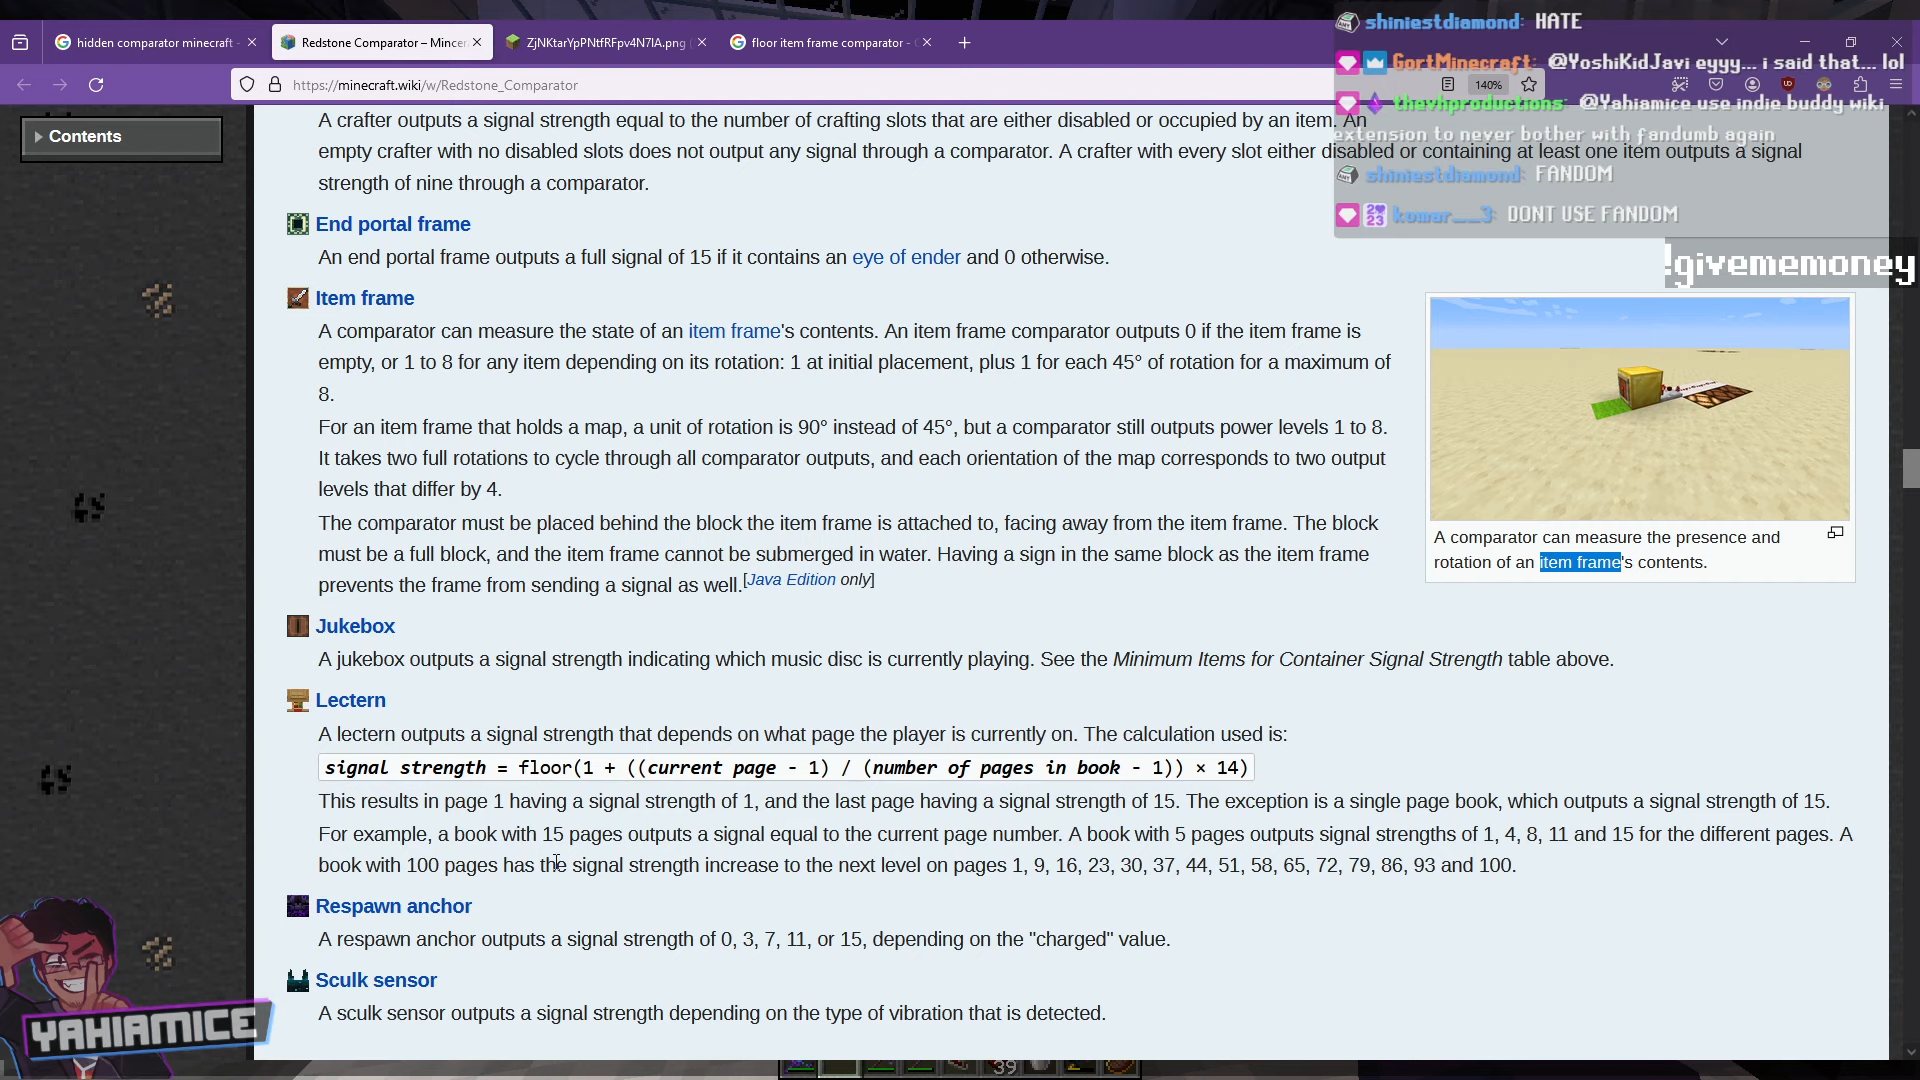 hidden comparator minecraft -
Redstone Comparator – Minecr
ZjNKtarYpPNtfRFpv4N7IA.png (
floor item frame comparator -
https://minecraft.wiki/w/Redstone_Comparator
140%
shiniestdiamond: HATE
GortMinecraft: @YoshiKidJavi eyyy... i said that... lol
thevhproductions: @Yahiamice use indie buddy wiki
extension to never bother with fandumb again
shiniestdiamond: FANDOM
komar__3: DONT USE FANDOM
!givememoney
Contents
A crafter outputs a signal strength equal to the number of crafting slots that are either disabled or occupied by an item. An
empty crafter with no disabled slots does not output any signal through a comparator. A crafter with every slot either disabled or containing at least one item outputs a signal
strength of nine through a comparator.
End portal frame
An end portal frame outputs a full signal of 15 if it contains an eye of ender and 0 otherwise.
Item frame
A comparator can measure the state of an item frame's contents. An item frame comparator outputs 0 if the item frame is
empty, or 1 to 8 for any item depending on its rotation: 1 at initial placement, plus 1 for each 45° of rotation for a maximum of
8.
For an item frame that holds a map, a unit of rotation is 90° instead of 45°, but a comparator still outputs power levels 1 to 8.
It takes two full rotations to cycle through all comparator outputs, and each orientation of the map corresponds to two output
levels that differ by 4.
The comparator must be placed behind the block the item frame is attached to, facing away from the item frame. The block
must be a full block, and the item frame cannot be submerged in water. Having a sign in the same block as the item frame
prevents the frame from sending a signal as well.[Java Edition only]
A comparator can measure the presence and
rotation of an item frame's contents.
Jukebox
A jukebox outputs a signal strength indicating which music disc is currently playing. See the Minimum Items for Container Signal Strength table above.
Lectern
A lectern outputs a signal strength that depends on what page the player is currently on. The calculation used is:
signal strength = floor(1 + ((current page - 1) / (number of pages in book - 1)) × 14)
This results in page 1 having a signal strength of 1, and the last page having a signal strength of 15. The exception is a single page book, which outputs a signal strength of 15.
For example, a book with 15 pages outputs a signal equal to the current page number. A book with 5 pages outputs signal strengths of 1, 4, 8, 11 and 15 for the different pages. A
book with 100 pages has the signal strength increase to the next level on pages 1, 9, 16, 23, 30, 37, 44, 51, 58, 65, 72, 79, 86, 93 and 100.
Respawn anchor
A respawn anchor outputs a signal strength of 0, 3, 7, 11, or 15, depending on the "charged" value.
Sculk sensor
A sculk sensor outputs a signal strength depending on the type of vibration that is detected.
YAHIAMICE
39